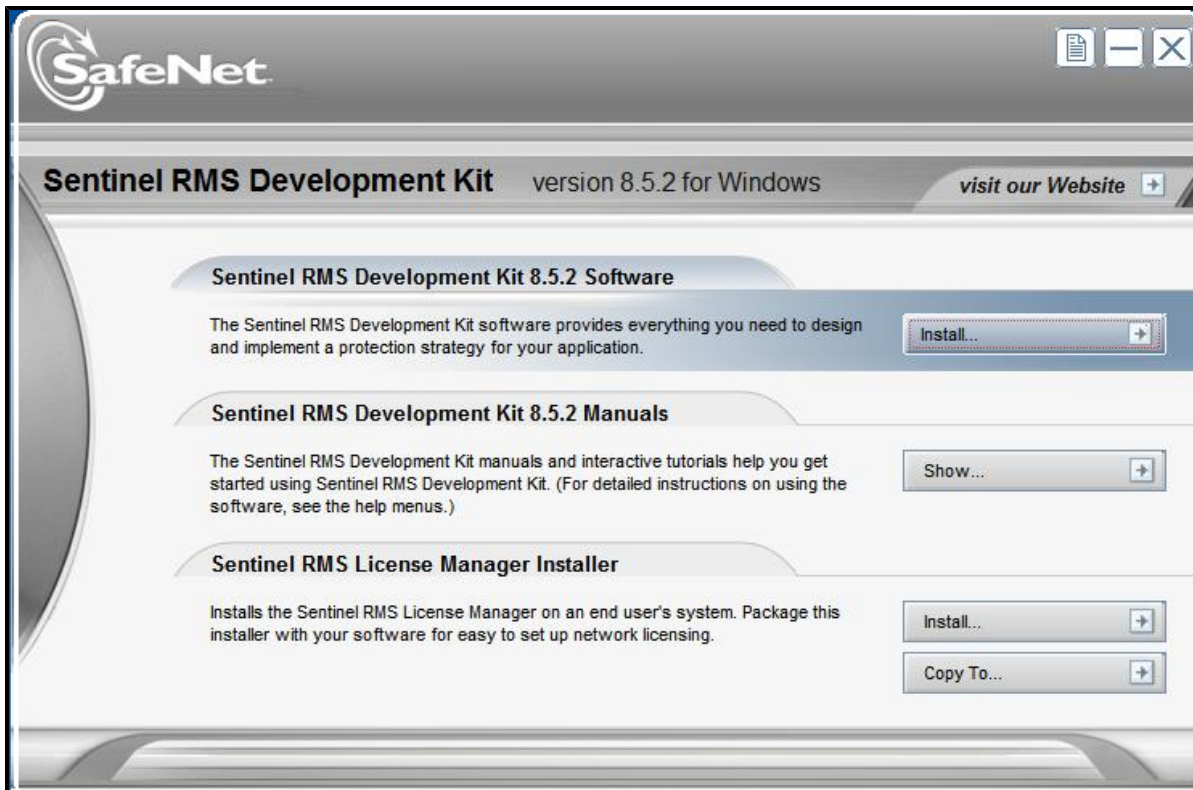 SafeNet
Sentinel RMS Development Kit version 8.5.2 for Windows
visit our Website
Sentinel RMS Development Kit 8.5.2 Software
The Sentinel RMS Development Kit software provides everything you need to design
and implement a protection strategy for your application.
Install...
Sentinel RMS Development Kit 8.5.2 Manuals
The Sentinel RMS Development Kit manuals and interactive tutorials help you get
started using Sentinel RMS Development Kit. (For detailed instructions on using the
software, see the help menus.)
Show...
Sentinel RMS License Manager Installer
Installs the Sentinel RMS License Manager on an end user's system. Package this
installer with your software for easy to set up network licensing.
Install...
Copy To...